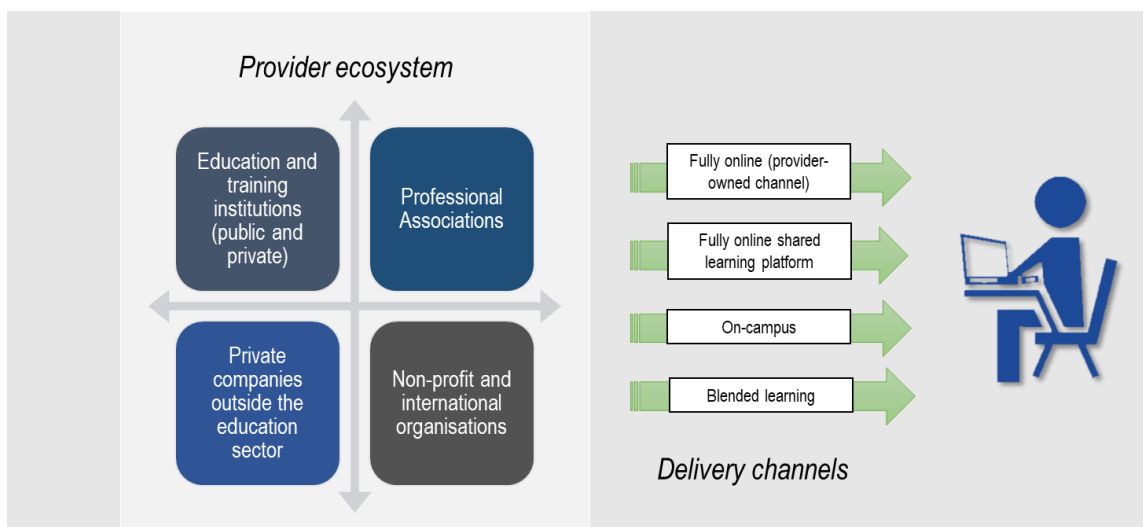 Provider ecosystem
Education and
training
institutions
(public and
private)
Professional
Associations
Private
companies
outside the
education
sector
Non-profit and
international
organisations
Fully online (provider-
owned channel)
Fully online shared
learning platform
On-campus
Blended learning
Delivery channels